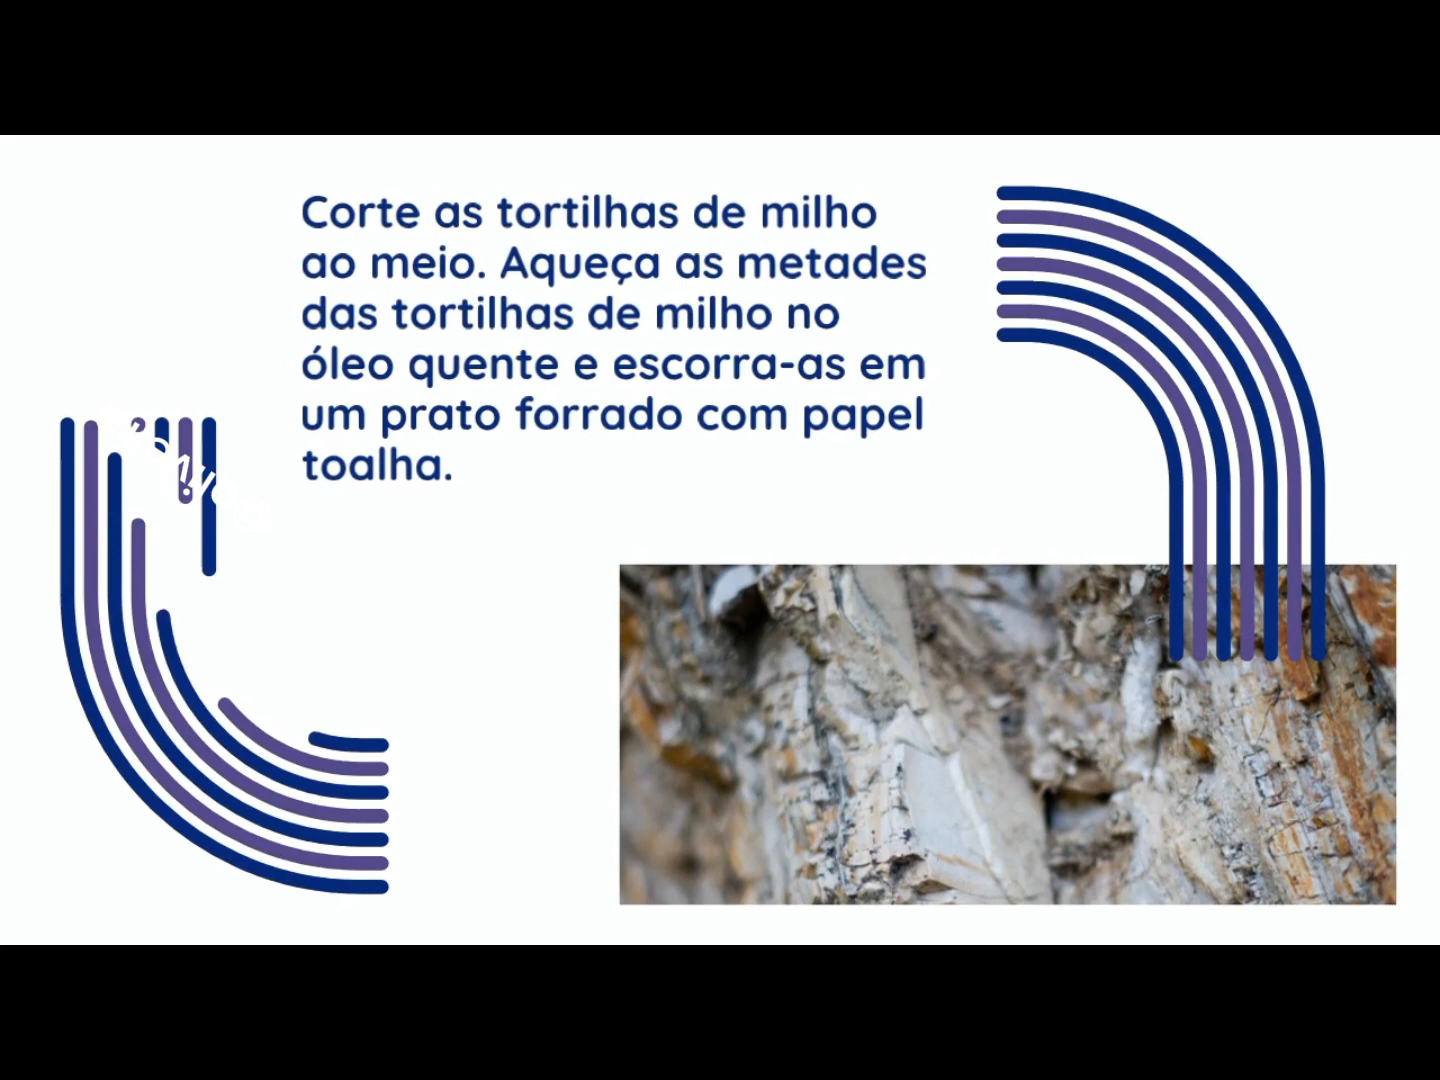 Corte as tortilhas de milho
ao meio. Aqueça as metades
das tortilhas de milho no
óleo quente e escorra-as em
um prato forrado com papel
toalha.